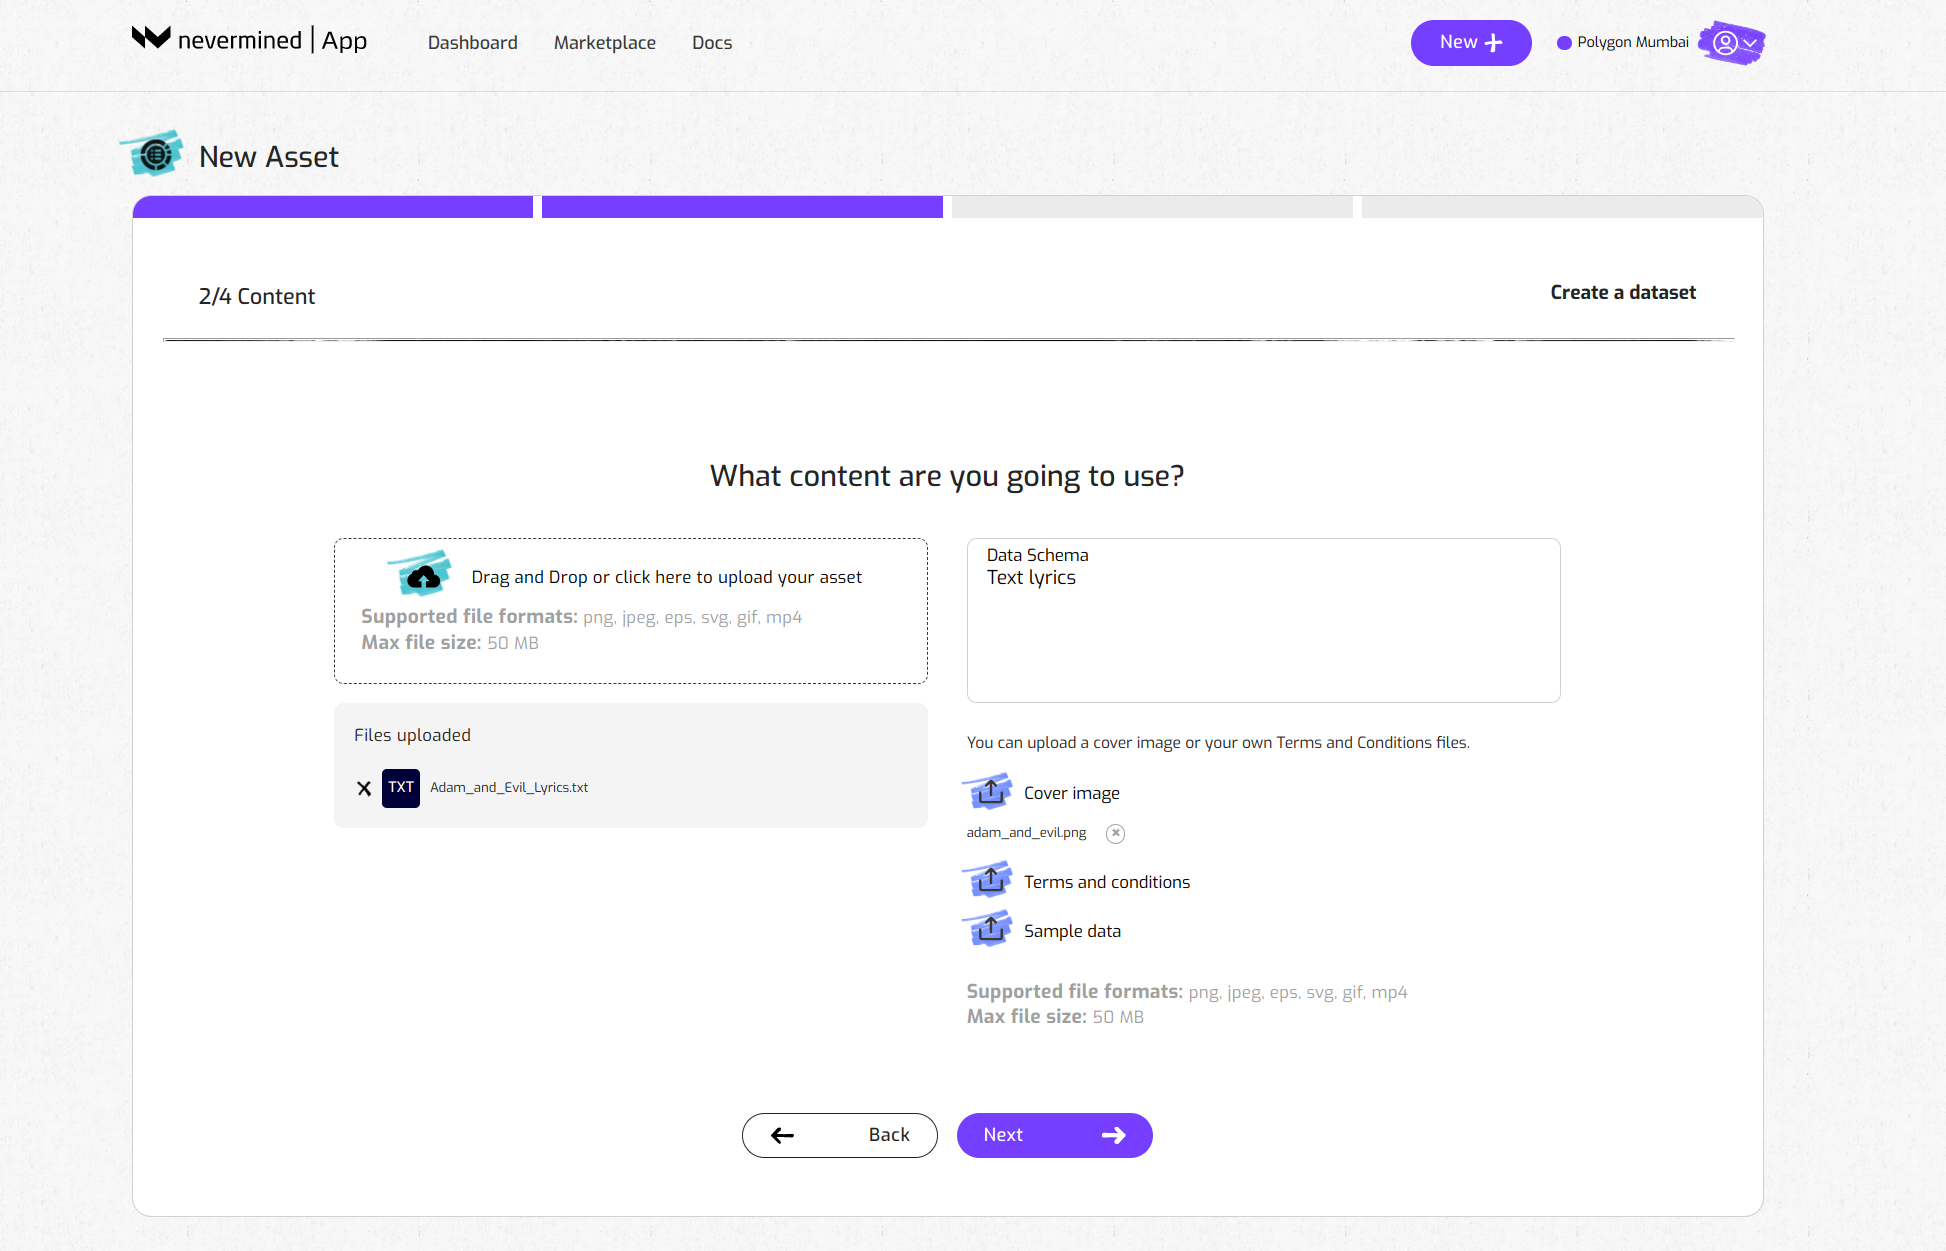 nevermined | App
Dashboard
Marketplace
Docs
New +
Polygon Mumbai
New Asset
2/4 Content
Create a dataset
What content are you going to use?
Drag and Drop or click here to upload your asset
Supported file formats: png, jpeg, eps, svg, gif, mp4
Max file size: 50 MB
Files uploaded
X TXT Adam_and_Evil_Lyrics.txt
Data Schema
Text lyrics
You can upload a cover image or your own Terms and Conditions files.
Cover image
adam_and_evil.png
Terms and conditions
Sample data
Supported file formats: png, jpeg, eps, svg, gif, mp4
Max file size: 50 MB
Back
Next